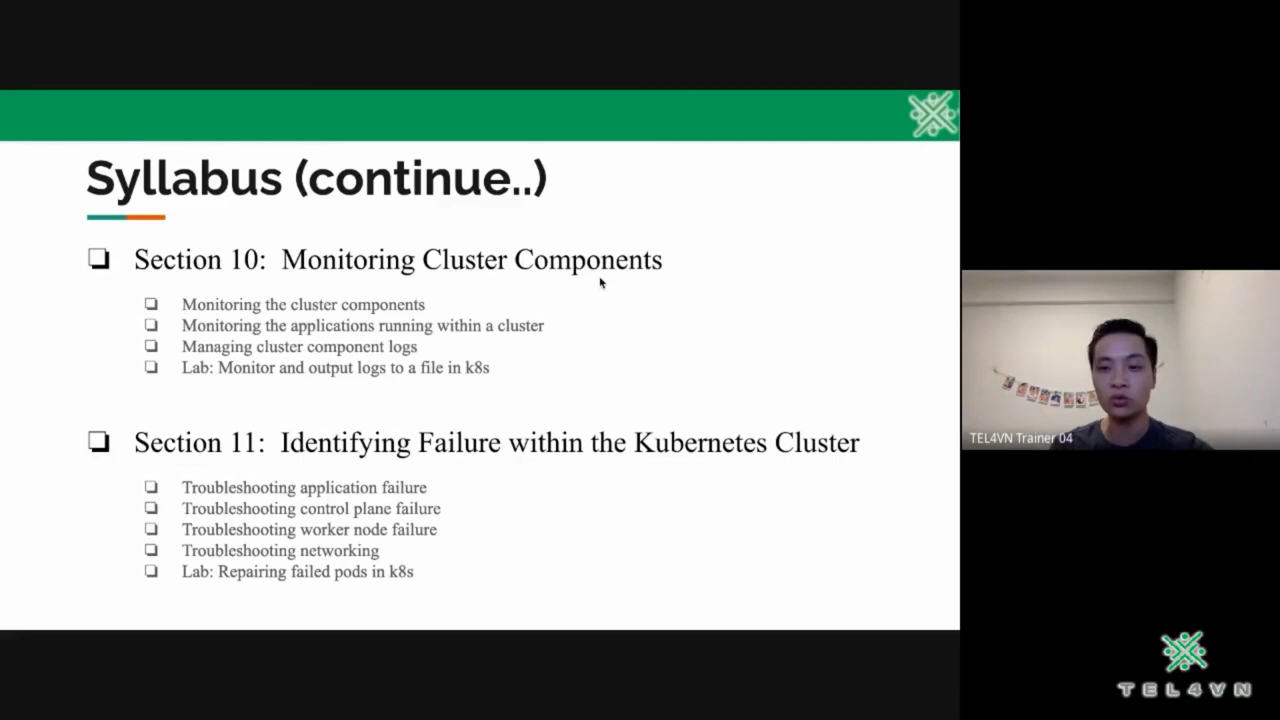 Syllabus (continue..)
Section 10: Monitoring Cluster Components
Monitoring the cluster components
Monitoring the applications running within a cluster
Managing cluster component logs
Lab: Monitor and output logs to a file in k8s
Section 11: Identifying Failure within the Kubernetes Cluster
Troubleshooting application failure
Troubleshooting control plane failure
Troubleshooting worker node failure
Troubleshooting networking
Lab: Repairing failed pods in k8s
TEL4VN Trainer 04
TEL4VN